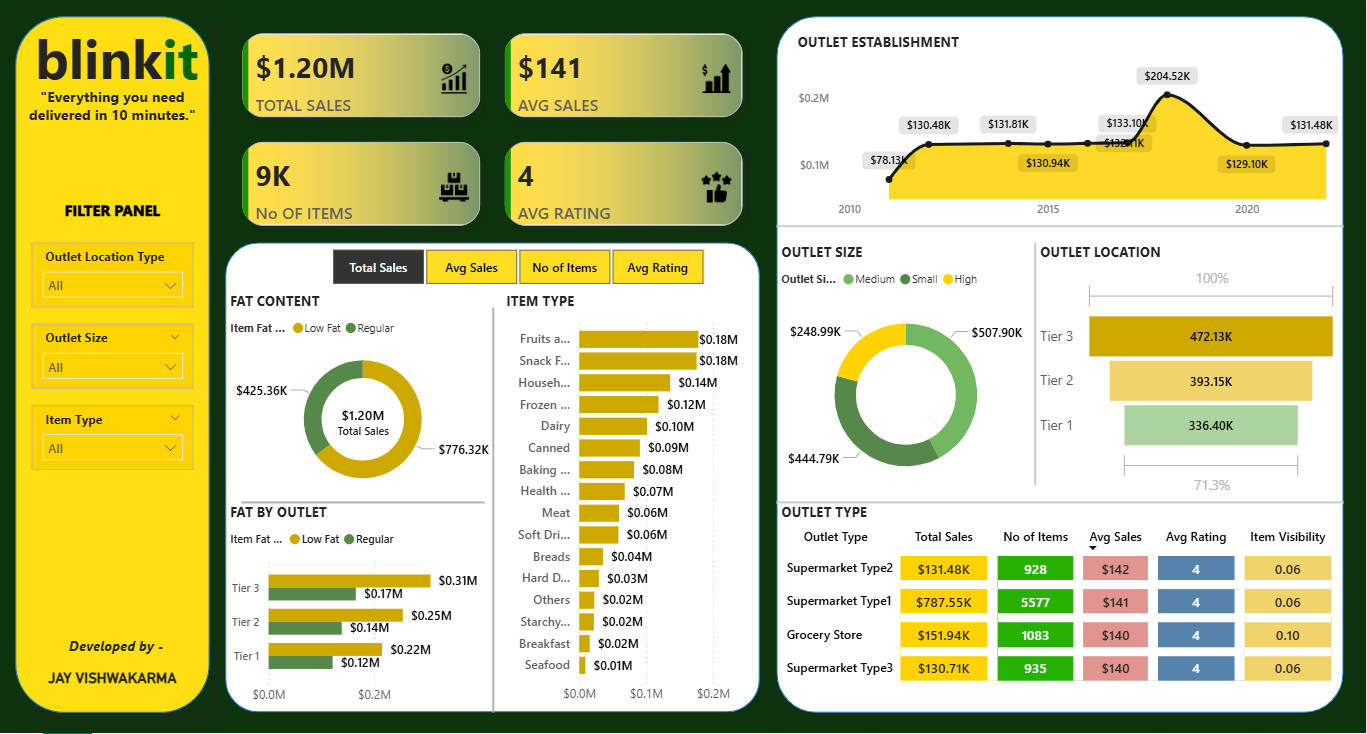 blinkit
"Everything you need
delivered in 10 minutes."
FILTER PANEL
Outlet Location Type
All
Outlet Size
All
Item Type
All
Developed by -
JAY VISHWAKARMA
$1.20M
TOTAL SALES
$141
AVG SALES
9K
No OF ITEMS
4
AVG RATING
Total Sales Avg Sales No of Items Avg Rating
FAT CONTENT
Item Fat ... Low Fat Regular
$425.36K
$1.20M
Total Sales
$776.32K
FAT BY OUTLET
Item Fat ... Low Fat Regular
Tier 3 $0.31M
$0.17M
Tier 2 $0.25M
$0.14M
Tier 1 $0.22M
$0.12M
$0.0M $0.2M
ITEM TYPE
Fruits a... $0.18M
Snack F... $0.18M
Househ... $0.14M
Frozen ... $0.12M
Dairy $0.10M
Canned $0.09M
Baking ... $0.08M
Health ... $0.07M
Meat $0.06M
Soft Dri... $0.06M
Breads $0.04M
Hard D... $0.03M
Others $0.02M
Starchy... $0.02M
Breakfast $0.02M
Seafood $0.01M
$0.0M $0.1M $0.2M
OUTLET ESTABLISHMENT
$204.52K
$0.2M
$130.48K $131.81K $133.10K $131.48K
$132.11K
$0.1M $78.13K $130.94K $129.10K
2010 2015 2020
OUTLET SIZE
Outlet Si... Medium Small High
$248.99K $507.90K
$444.79K
OUTLET LOCATION
100%
Tier 3 472.13K
Tier 2 393.15K
Tier 1 336.40K
71.3%
OUTLET TYPE
Outlet Type Total Sales No of Items Avg Sales Avg Rating Item Visibility
Supermarket Type2 $131.48K 928 $142 4 0.06
Supermarket Type1 $787.55K 5577 $141 4 0.06
Grocery Store $151.94K 1083 $140 4 0.10
Supermarket Type3 $130.71K 935 $140 4 0.06